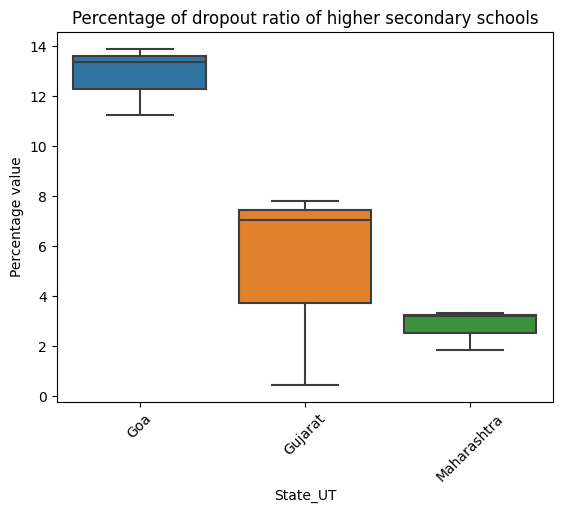 Percentage of dropout ratio of higher secondary schools
Percentage value
14
12
10
8
6
4
2
0
Goa
Gujarat
Maharashtra
State_UT